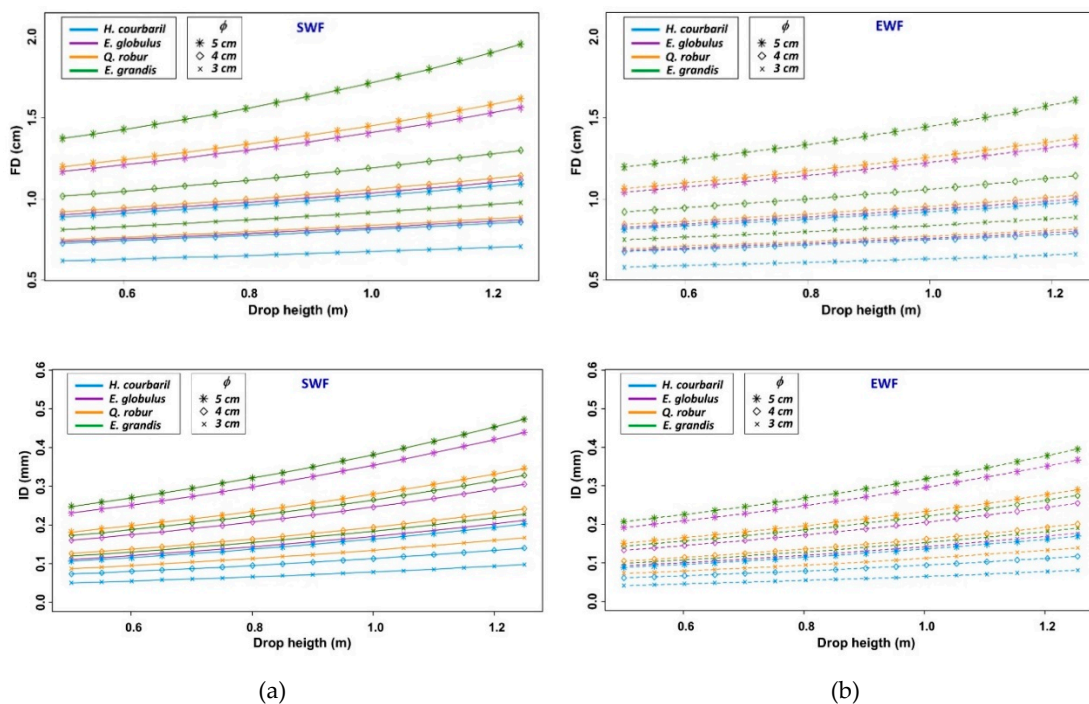 SWF
H. courbaril
E. globulus
Q. robur
E. grandis
ϕ
5 cm
4 cm
3 cm
FD (cm)
2.0
1.5
1.0
0.5
0.6 0.8 1.0 1.2
Drop heigth (m)
EWF
H. courbaril
E. globulus
Q. robur
E. grandis
ϕ
5 cm
4 cm
3 cm
FD (cm)
2.0
1.5
1.0
0.5
0.6 0.8 1.0 1.2
Drop heigth (m)
SWF
H. courbaril
E. globulus
Q. robur
E. grandis
ϕ
5 cm
4 cm
3 cm
ID (mm)
0.6
0.5
0.4
0.3
0.2
0.1
0.0
0.6 0.8 1.0 1.2
Drop heigth (m)
EWF
H. courbaril
E. globulus
Q. robur
E. grandis
ϕ
5 cm
4 cm
3 cm
ID (mm)
0.6
0.5
0.4
0.3
0.2
0.1
0.0
0.6 0.8 1.0 1.2
Drop heigth (m)
(a) (b)